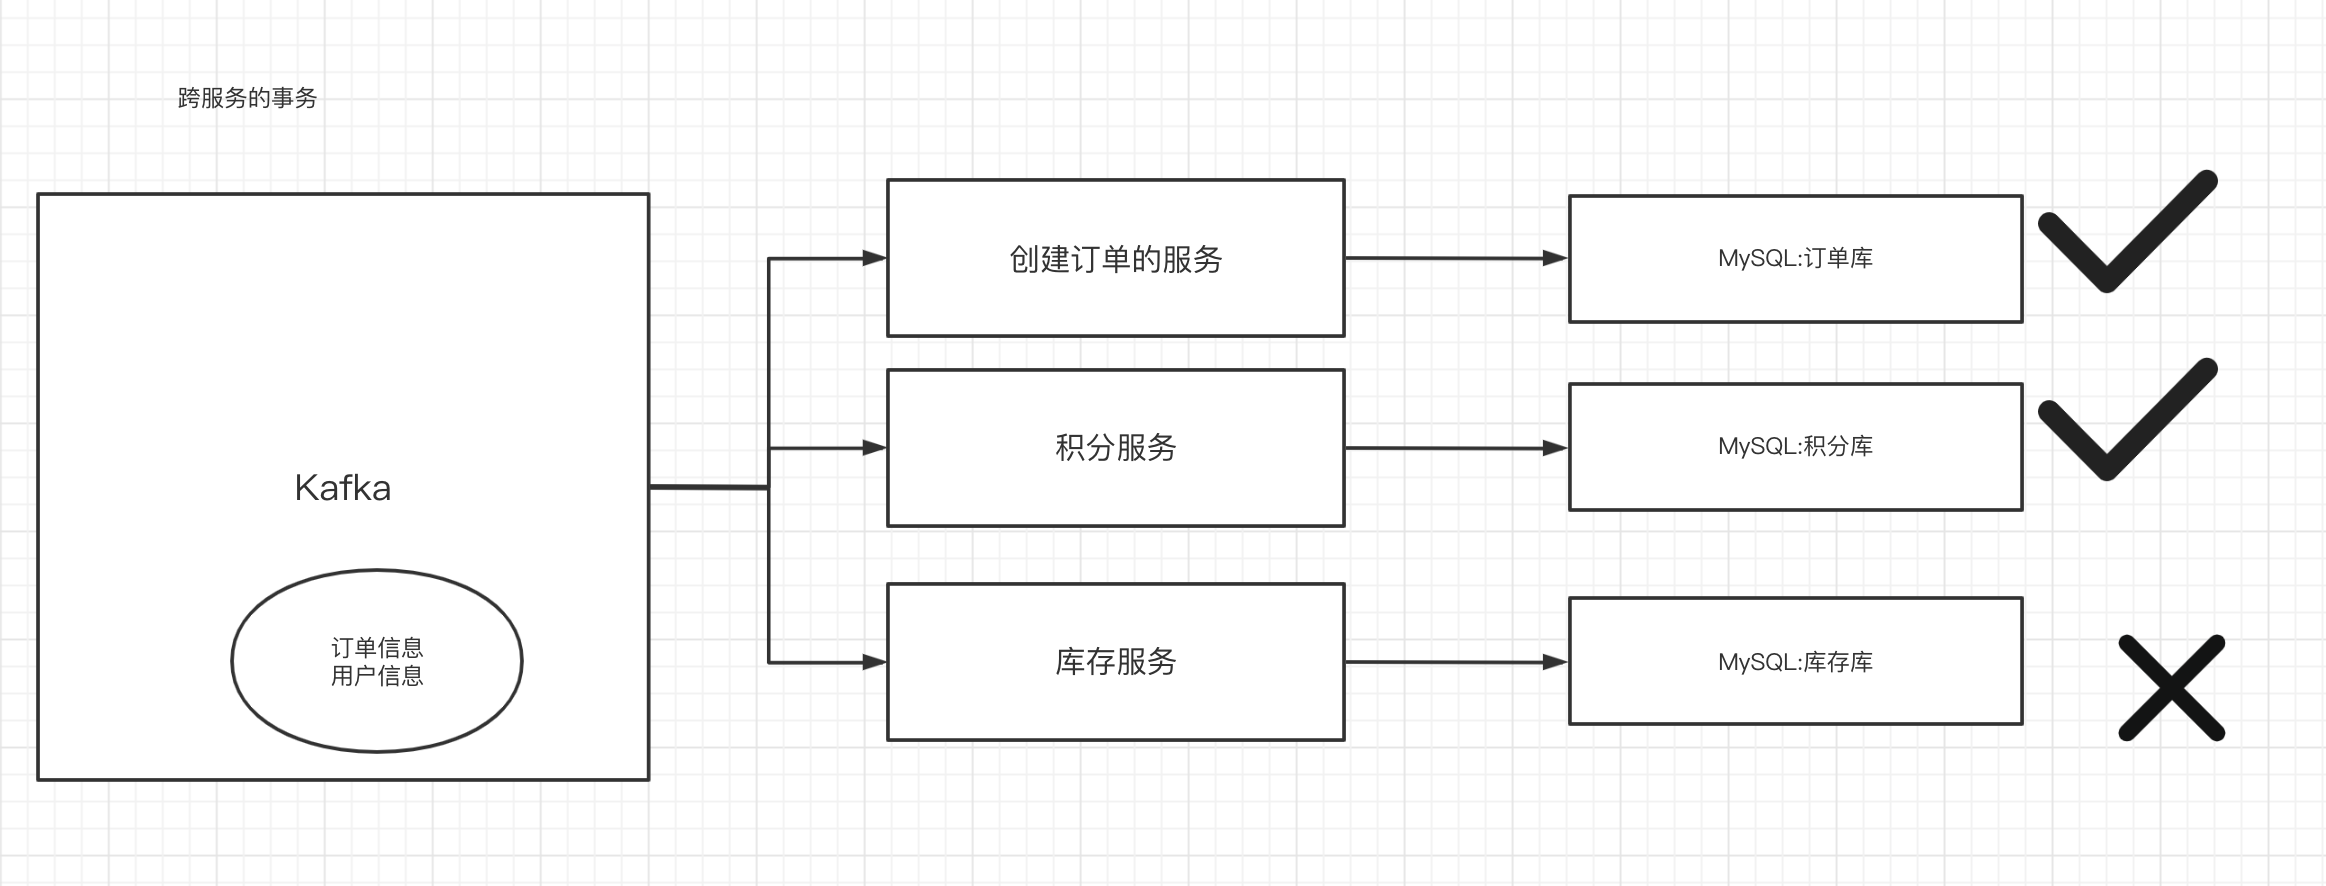 跨服务的事务
创建订单的服务
MySQL:订单库
积分服务
MySQL:积分库
Kafka
订单信息
用户信息
库存服务
MySQL:库存库